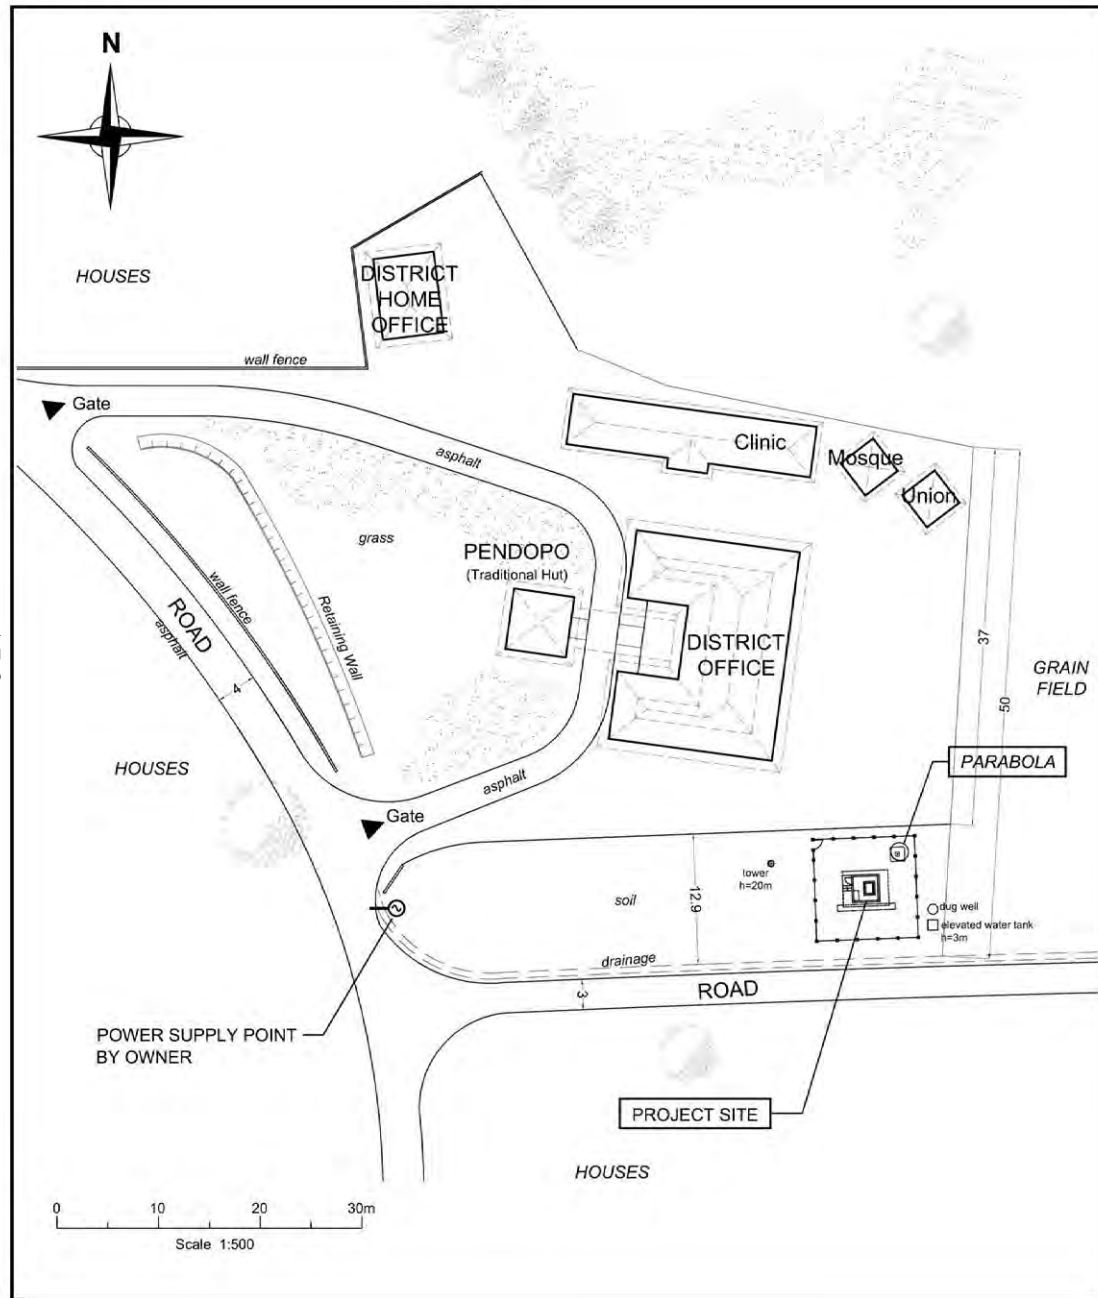 N
HOUSES
DISTRICT
HOME
OFFICE
wall fence
Gate
asphalt
Clinic
Mosque
Union
grass
PENDOPO
(Traditional Hut)
wall fence
Retaining Wall
ROAD
asphalt
4
DISTRICT
OFFICE
37
50
GRAIN
FIELD
HOUSES
PARABOLA
asphalt
Gate
tower
h=20m
12.9
soil
dug well
elevated water tank
h=3m
drainage
3
ROAD
POWER SUPPLY POINT
BY OWNER
PROJECT SITE
HOUSES
0 10 20 30m
Scale 1:500